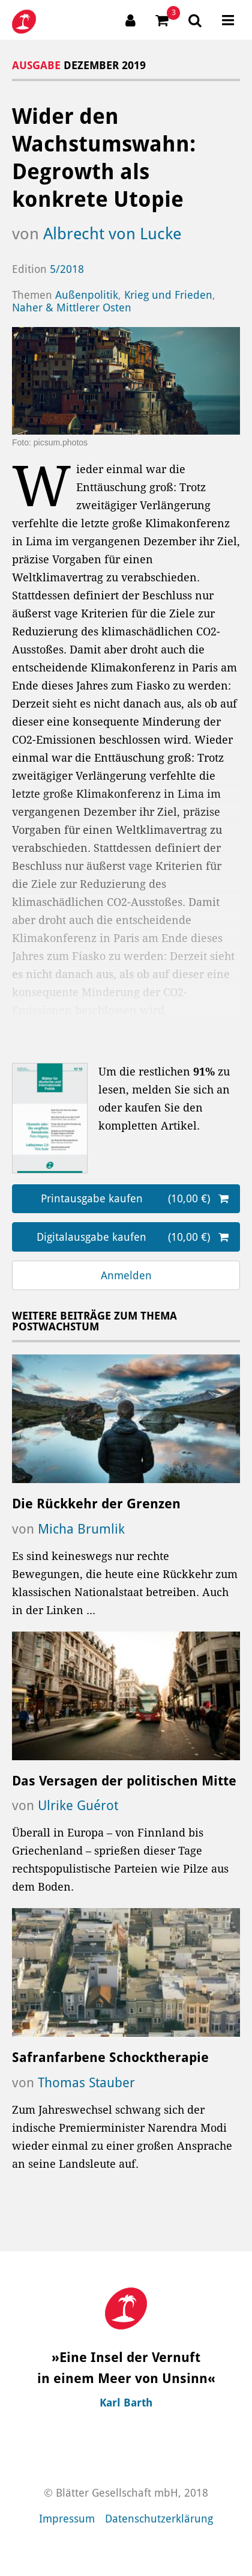 3
AUSGABE DEZEMBER 2019
Wider den
Wachstumswahn:
Degrowth als
konkrete Utopie
von Albrecht von Lucke
Edition 5/2018
Themen Außenpolitik, Krieg und Frieden,
Naher & Mittlerer Osten
Foto: picsum.photos
Wieder einmal war die
Enttäuschung groß: Trotz
zweitägiger Verlängerung
verfehlte die letzte große Klimakonferenz
in Lima im vergangenen Dezember ihr Ziel,
präzise Vorgaben für einen
Weltklimavertrag zu verabschieden.
Stattdessen definiert der Beschluss nur
äußerst vage Kriterien für die Ziele zur
Reduzierung des klimaschädlichen CO2-
Ausstoßes. Damit aber droht auch die
entscheidende Klimakonferenz in Paris am
Ende dieses Jahres zum Fiasko zu werden:
Derzeit sieht es nicht danach aus, als ob auf
dieser eine konsequente Minderung der
CO2-Emissionen beschlossen wird. Wieder
einmal war die Enttäuschung groß: Trotz
zweitägiger Verlängerung verfehlte die
letzte große Klimakonferenz in Lima im
vergangenen Dezember ihr Ziel, präzise
Vorgaben für einen Weltklimavertrag zu
verabschieden. Stattdessen definiert der
Beschluss nur äußerst vage Kriterien für
die Ziele zur Reduzierung des
klimaschädlichen CO2-Ausstoßes. Damit
aber droht auch die entscheidende
Klimakonferenz in Paris am Ende dieses
Jahres zum Fiasko zu werden: Derzeit sieht
es nicht danach aus, als ob auf dieser eine
konsequente Minderung der CO2-
Emissionen beschlossen wird.
Um die restlichen 91% zu
lesen, melden Sie sich an
oder kaufen Sie den
kompletten Artikel.
Printausgabe kaufen (10,00 €)
Digitalausgabe kaufen (10,00 €)
Anmelden
WEITERE BEITRÄGE ZUM THEMA
POSTWACHSTUM
Die Rückkehr der Grenzen
von Micha Brumlik
Es sind keineswegs nur rechte
Bewegungen, die heute eine Rückkehr zum
klassischen Nationalstaat betreiben. Auch
in der Linken ...
Das Versagen der politischen Mitte
von Ulrike Guérot
Überall in Europa – von Finnland bis
Griechenland – sprießen dieser Tage
rechtspopulistische Parteien wie Pilze aus
dem Boden.
Safranfarbene Schocktherapie
von Thomas Stauber
Zum Jahreswechsel schwang sich der
indische Premierminister Narendra Modi
wieder einmal zu einer großen Ansprache
an seine Landsleute auf.
»Eine Insel der Vernuft
in einem Meer von Unsinn«
Karl Barth
© Blätter Gesellschaft mbH, 2018
Impressum Datenschutzerklärung